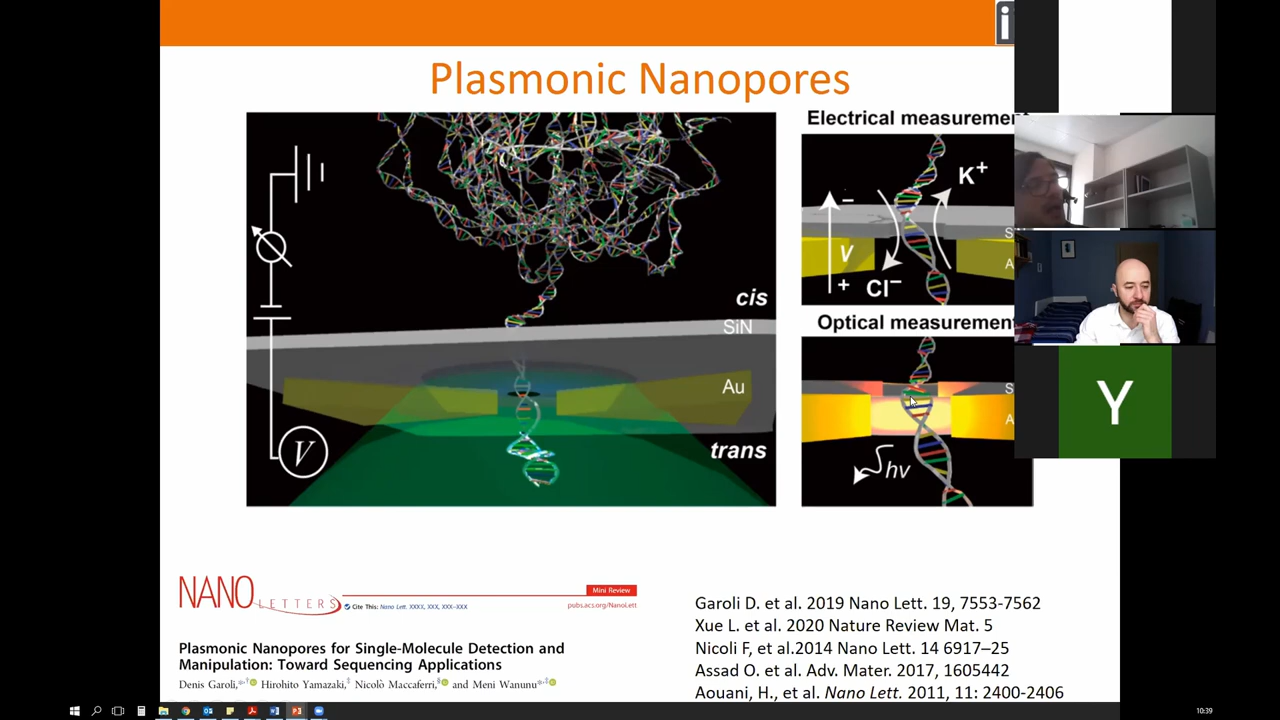 Plasmonic Nanopores
cis
SiN
Au
trans
V
Electrical measurement
K+
V
-
+
Cl−
Optical measurement
hν
Y
NANO LETTERS
Cite This: Nano Lett. XXXX, XXX, XXX−XXX
Mini Review
pubs.acs.org/NanoLett
Plasmonic Nanopores for Single-Molecule Detection and
Manipulation: Toward Sequencing Applications
Denis Garoli,*,† Hirohito Yamazaki,‡ Nicolò Maccaferri,§ and Meni Wanunu*,‡
Garoli D. et al. 2019 Nano Lett. 19, 7553-7562
Xue L. et al. 2020 Nature Review Mat. 5
Nicoli F, et al.2014 Nano Lett. 14 6917–25
Assad O. et al. Adv. Mater. 2017, 1605442
Aouani, H., et al. Nano Lett. 2011, 11: 2400-2406
10:39